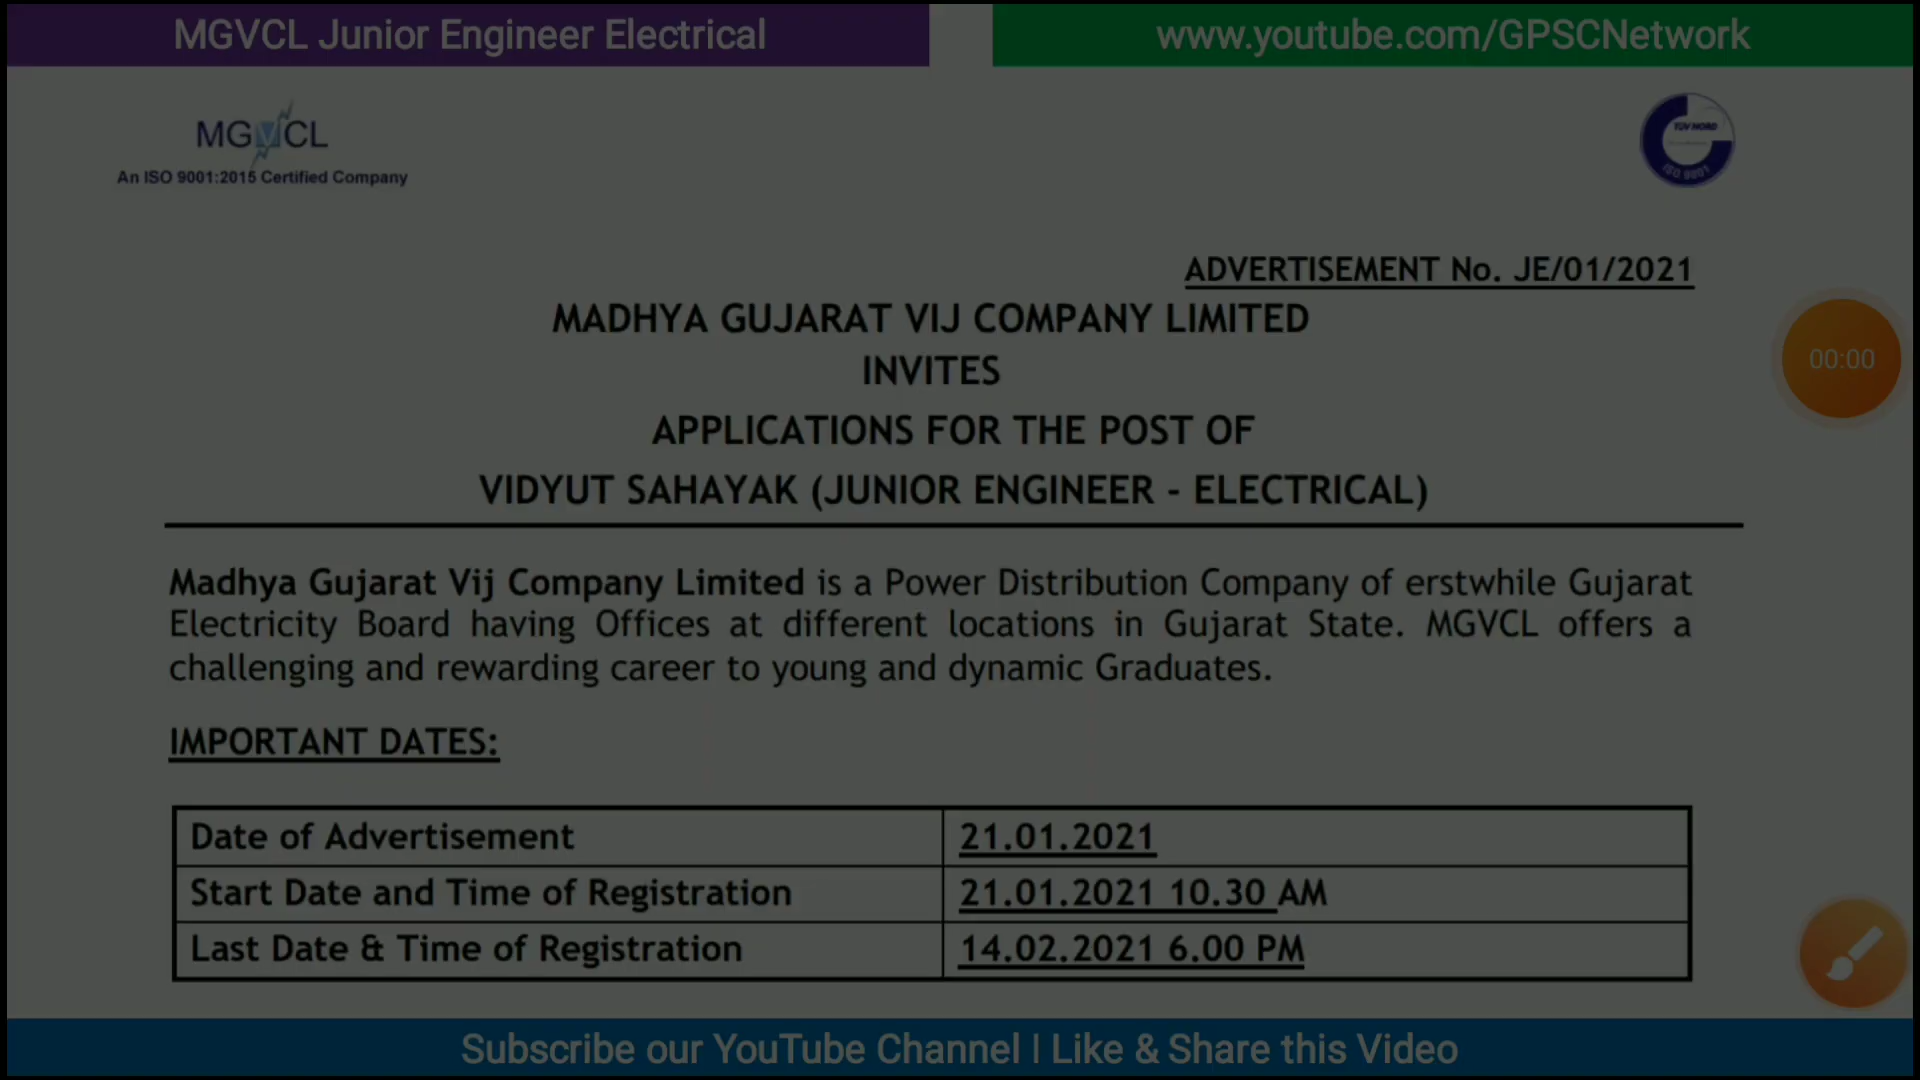 MGVCL Junior Engineer Electrical
www.youtube.com/GPSCNetwork
MGVCL
An ISO 9001:2015 Certified Company
TÜV NORD
ISO 9001
ADVERTISEMENT No. JE/01/2021
MADHYA GUJARAT VIJ COMPANY LIMITED
INVITES
APPLICATIONS FOR THE POST OF
VIDYUT SAHAYAK (JUNIOR ENGINEER - ELECTRICAL)
00:00
Madhya Gujarat Vij Company Limited is a Power Distribution Company of erstwhile Gujarat
Electricity Board having Offices at different locations in Gujarat State. MGVCL offers a
challenging and rewarding career to young and dynamic Graduates.
IMPORTANT DATES:
Date of Advertisement 21.01.2021
Start Date and Time of Registration 21.01.2021 10.30 AM
Last Date & Time of Registration 14.02.2021 6.00 PM
Subscribe our YouTube Channel I Like & Share this Video